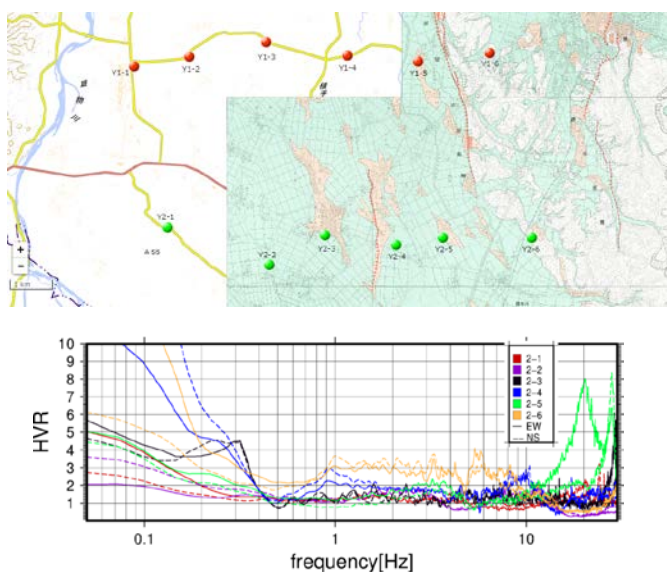 Y1-1
Y1-2
Y1-3
Y1-4
Y1-5
Y1-6
横手
Y2-1
Y2-2
Y2-3
Y2-4
Y2-5
Y2-6
+
−
HVR
10
9
8
7
6
5
4
3
2
1
2-1
2-2
2-3
2-4
2-5
2-6
EW
NS
0.1
1
10
frequency[Hz]